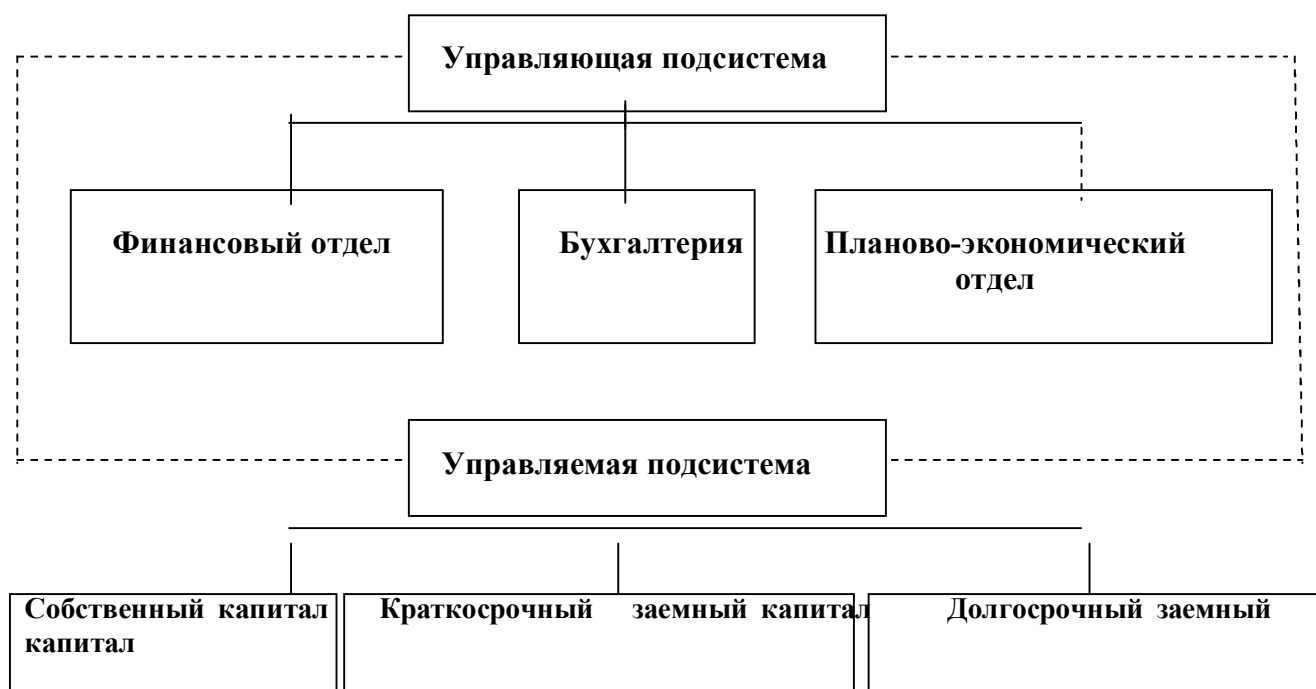 Управляющая подсистема
Финансовый отдел
Бухгалтерия
Планово-экономический
отдел
Управляемая подсистема
Собственный капитал Краткосрочный заемный капитал Долгосрочный заемный
капитал